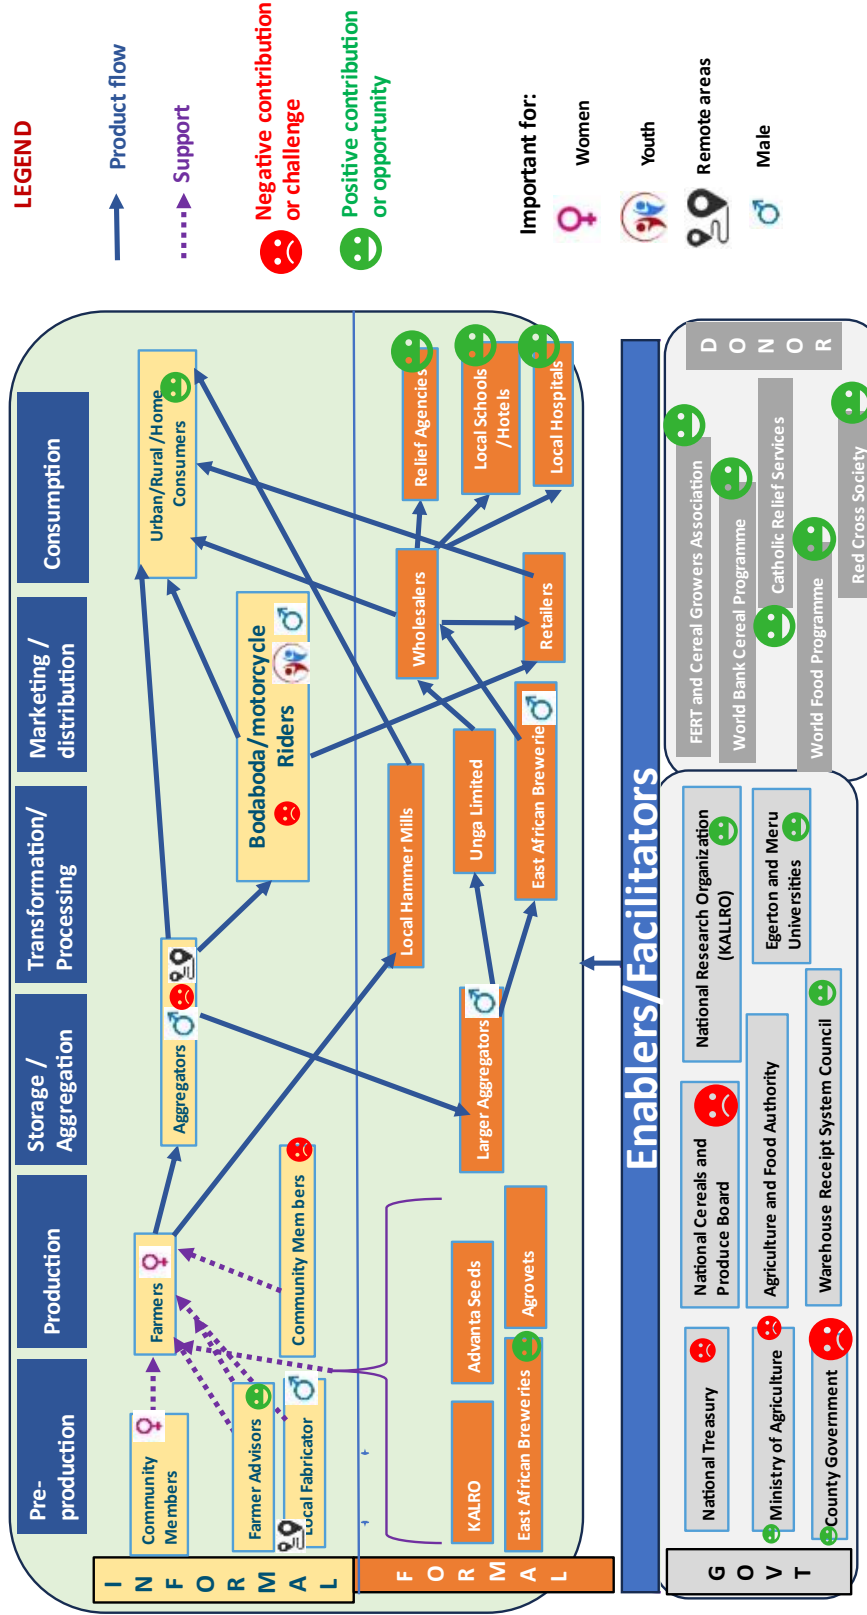 LEGEND
Product flow
Support
Negative contribution
or challenge
Positive contribution
or opportunity
Important for:
Women
Youth
Remote areas
Male
Pre-
production
Production
Storage /
Aggregation
Transformation/
Processing
Marketing /
distribution
Consumption
INFORMAL
Community
Members
Farmer Advisors
Local Fabricator
Farmers
Community Members
Aggregators
Bodaboda/motorcycle
Riders
Urban/Rural /Home
Consumers
FORMAL
KALRO
East African Breweries
Advanta Seeds
Agrovets
Larger Aggregators
Local Hammer Mills
Unga Limited
East African Breweries
Wholesalers
Retailers
Relief Agencies
Local Schools
/Hotels
Local Hospitals
Enablers/Facilitators
GOVT
National Treasury
Ministry of Agriculture
County Government
National Cereals and
Produce Board
Agriculture and Food Authority
Warehouse Receipt System Council
National Research Organization
(KALLRO)
Egerton and Meru
Universities
FERT and Cereal Growers Association
World Bank Cereal Programme
Catholic Relief Services
World Food Programme
Red Cross Society
DONOR